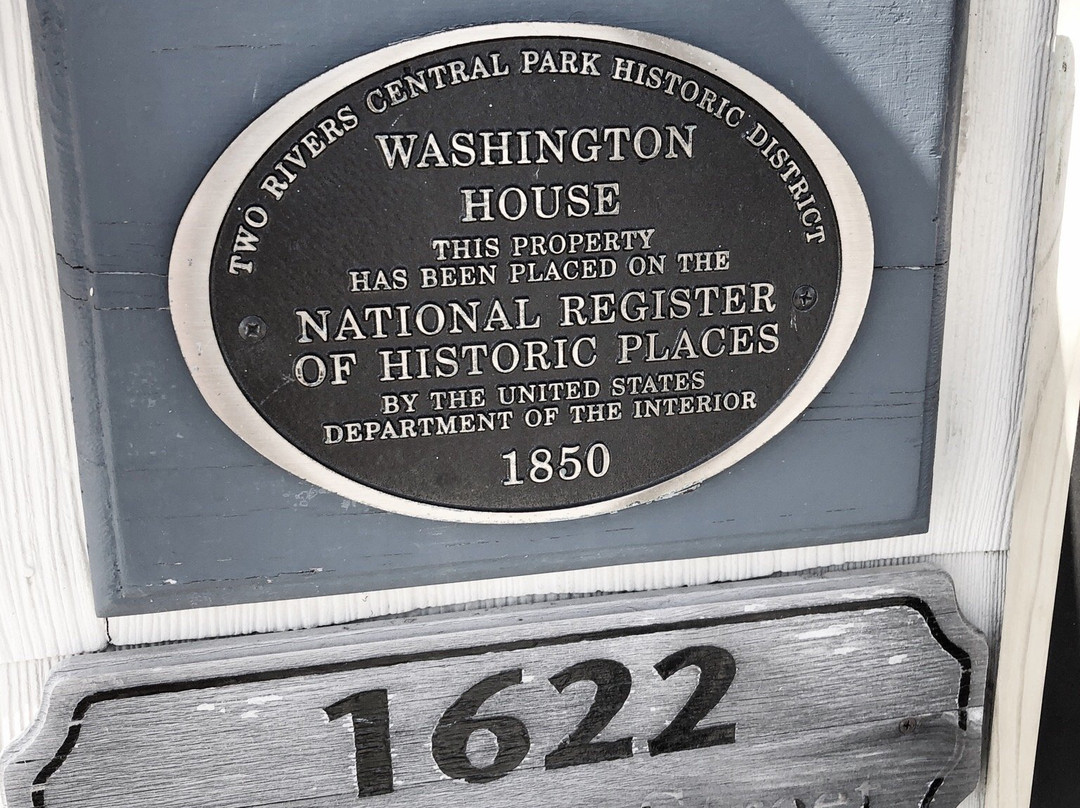 TWO RIVERS CENTRAL PARK HISTORIC DISTRICT
WASHINGTON
HOUSE
THIS PROPERTY
HAS BEEN PLACED ON THE
NATIONAL REGISTER
OF HISTORIC PLACES
BY THE UNITED STATES
DEPARTMENT OF THE INTERIOR
1850
1622